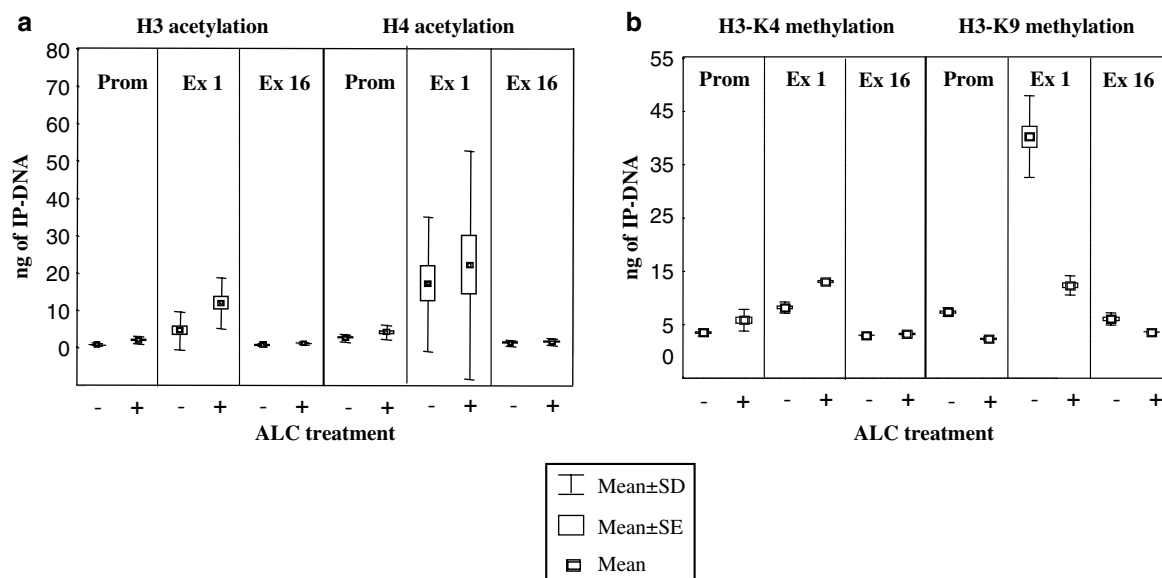 a
H3 acetylation H4 acetylation
Prom Ex 1 Ex 16 Prom Ex 1 Ex 16
ng of IP-DNA
80
70
60
50
40
30
20
10
0
- + - + - + - + - + - +
ALC treatment
b
H3-K4 methylation H3-K9 methylation
Prom Ex 1 Ex 16 Prom Ex 1 Ex 16
ng of IP-DNA
55
45
35
25
15
5
0
- + - + - + - + - + - +
ALC treatment
Mean±SD
Mean±SE
Mean